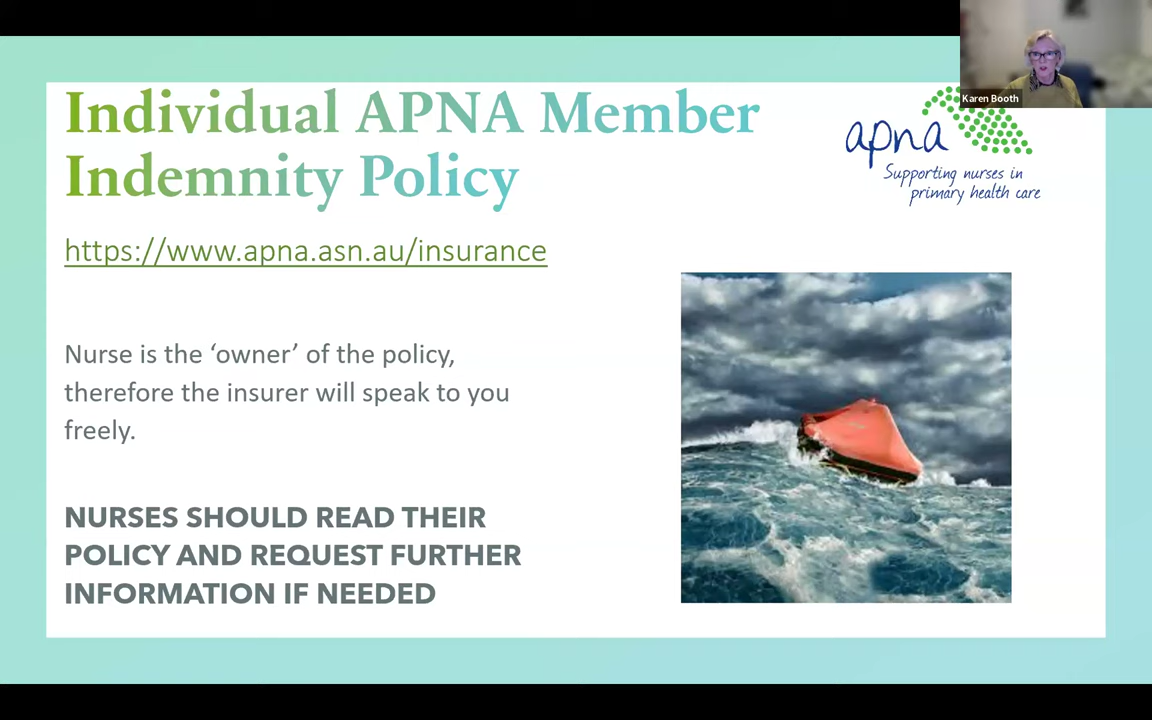 Individual APNA Member
Indemnity Policy
Karen Booth
apna
Supporting nurses in
primary health care
https://www.apna.asn.au/insurance
Nurse is the ‘owner’ of the policy,
therefore the insurer will speak to you
freely.
NURSES SHOULD READ THEIR
POLICY AND REQUEST FURTHER
INFORMATION IF NEEDED